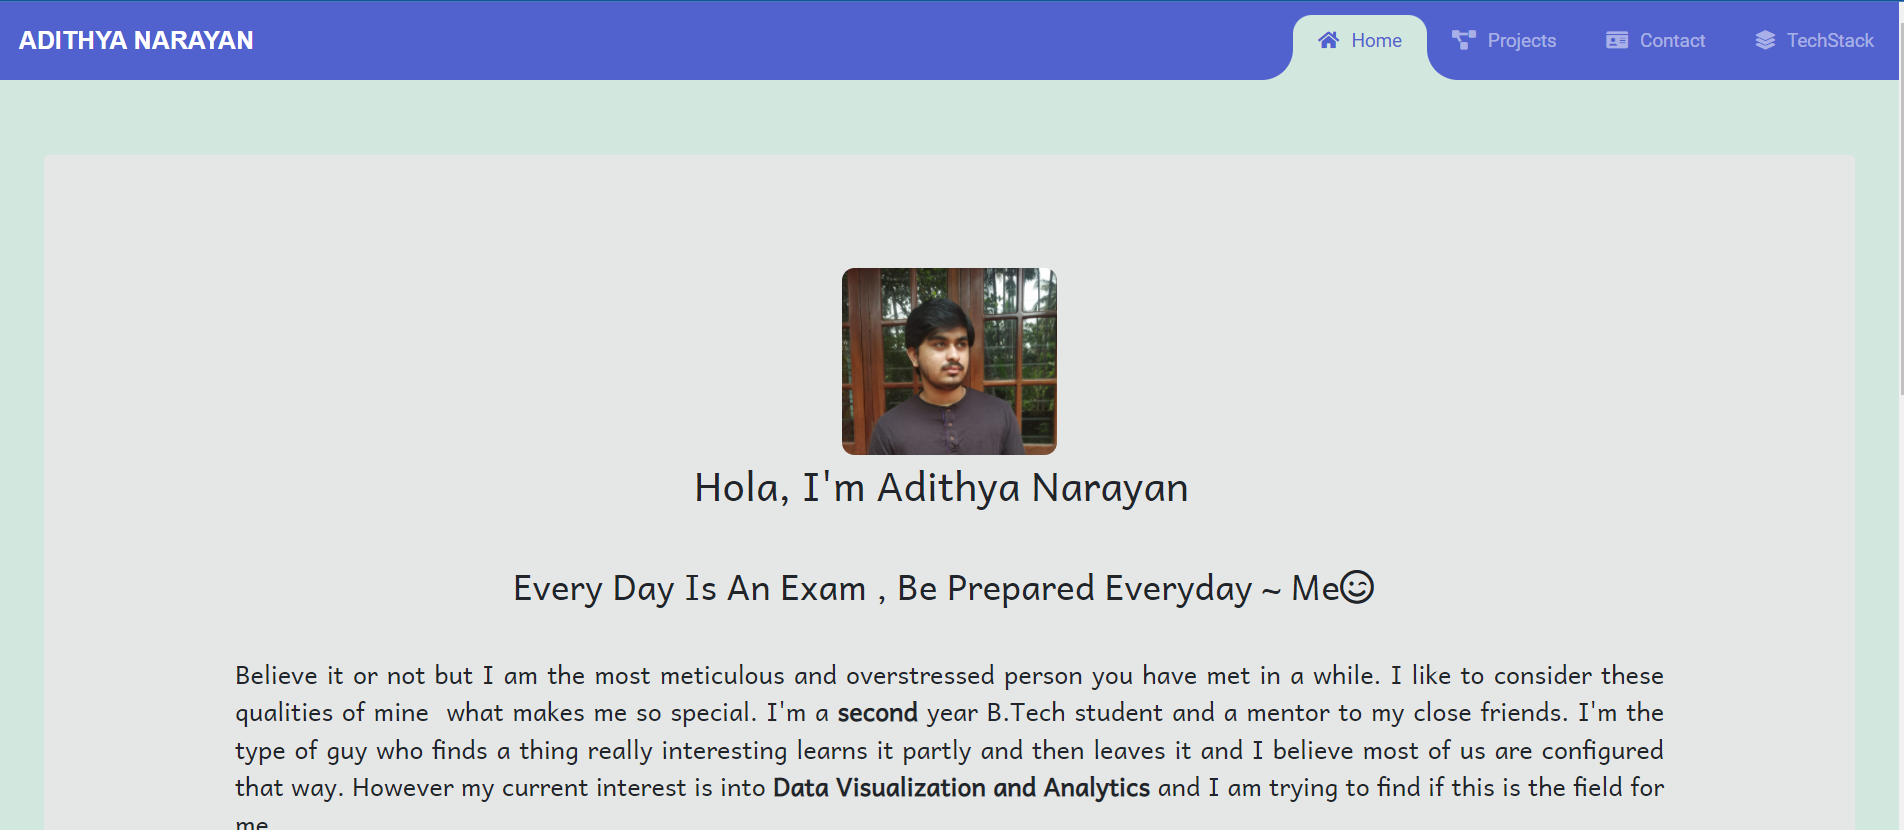 ADITHYA NARAYAN
Home Projects Contact TechStack
Hola, I'm Adithya Narayan
Every Day Is An Exam , Be Prepared Everyday ~ Me
Believe it or not but I am the most meticulous and overstressed person you have met in a while. I like to consider these
qualities of mine what makes me so special. I'm a second year B.Tech student and a mentor to my close friends. I'm the
type of guy who finds a thing really interesting learns it partly and then leaves it and I believe most of us are configured
that way. However my current interest is into Data Visualization and Analytics and I am trying to find if this is the field for
me